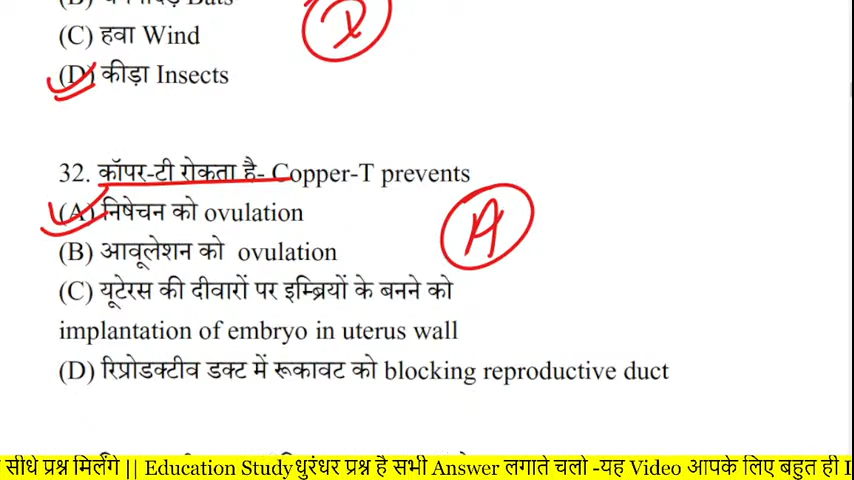 Bats
D
(C) हवा Wind
(D) कीड़ा Insects
32. कॉपर-टी रोकता है- Copper-T prevents
(A) निषेचन को ovulation
A
(B) आवूलेशन को ovulation
(C) यूटेरस की दीवारों पर इम्ब्रियों के बनने को
implantation of embryo in uterus wall
(D) रिप्रोडक्टीव डक्ट में रूकावट को blocking reproductive duct
सीधे प्रश्न मिलेंगे || Education Studyधुरंधर प्रश्न है सभी Answer लगाते चलो -यह Video आपके लिए बहुत ही